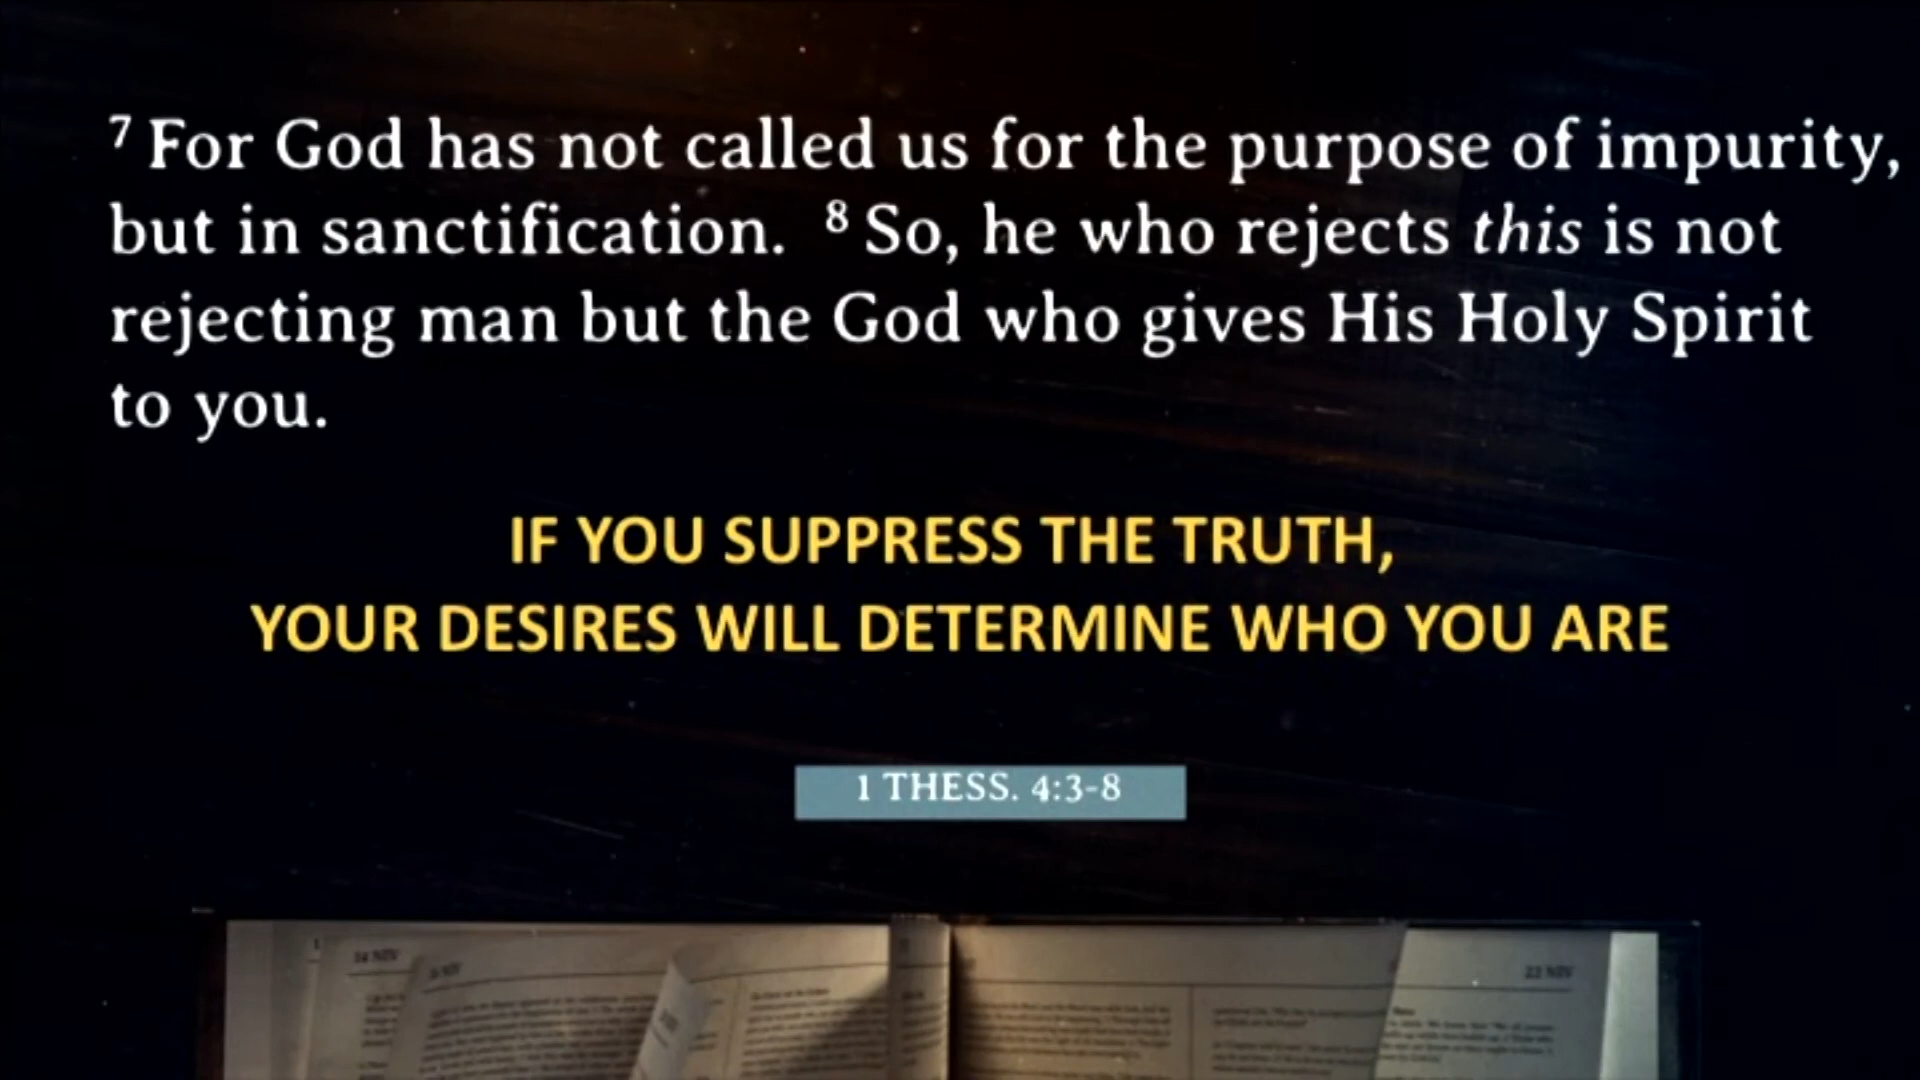 ⁷ For God has not called us for the purpose of impurity,
but in sanctification. ⁸ So, he who rejects this is not
rejecting man but the God who gives His Holy Spirit
to you.
IF YOU SUPPRESS THE TRUTH,
YOUR DESIRES WILL DETERMINE WHO YOU ARE
1 THESS. 4:3-8